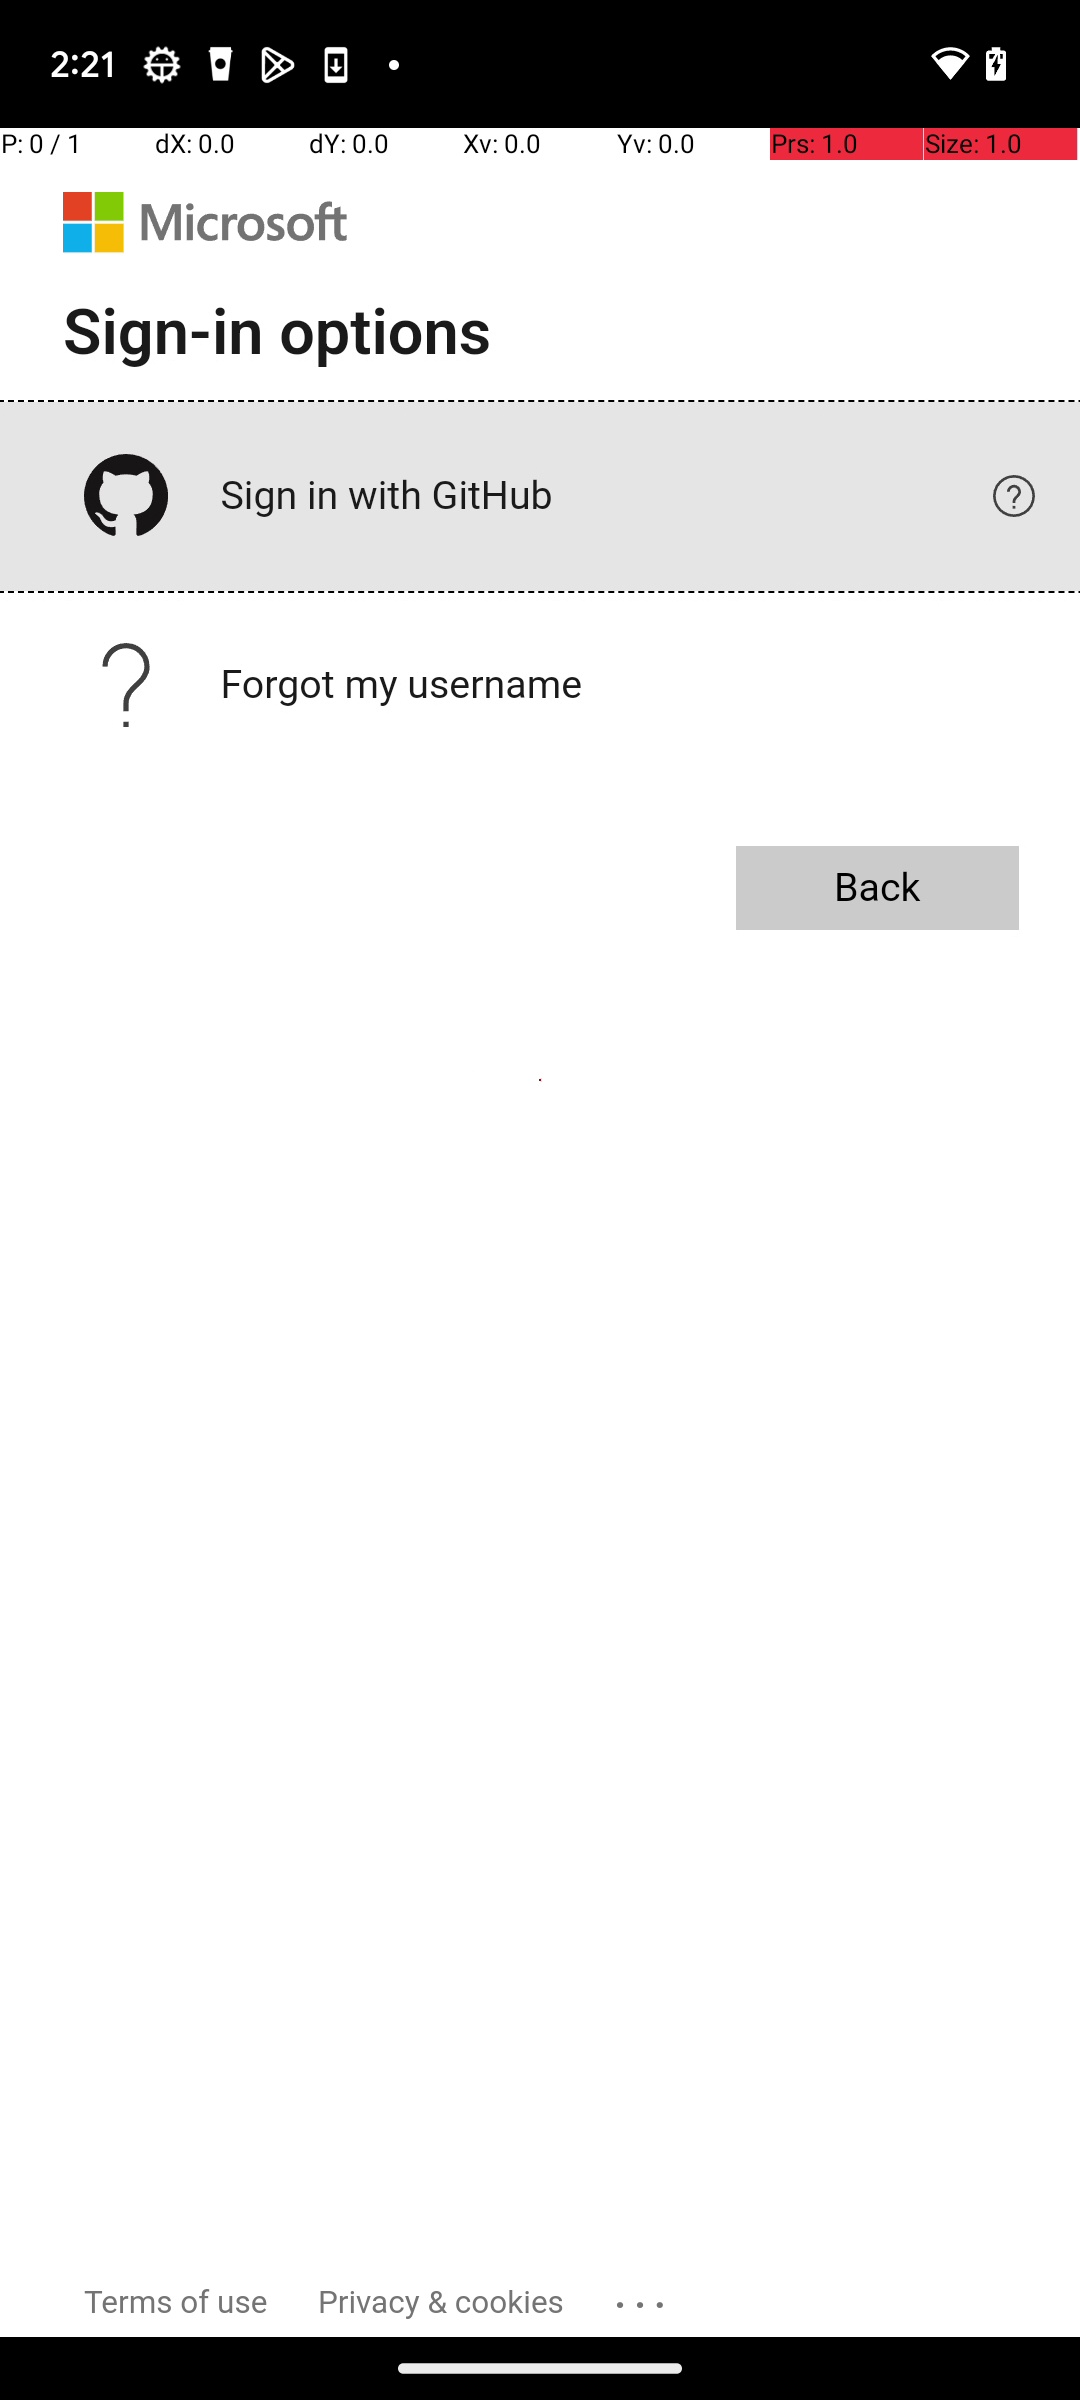 2:21
P: 0 / 1 dX: 0.0 dY: 0.0 Xv: 0.0 Yv: 0.0 Prs: 1.0 Size: 1.0
Microsoft
Sign-in options
Sign in with GitHub
Forgot my username
Back
Terms of use Privacy & cookies ...